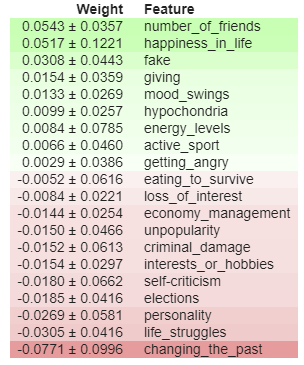 Weight Feature
0.0543 ± 0.0357 number_of_friends
0.0517 ± 0.1221 happiness_in_life
0.0308 ± 0.0443 fake
0.0154 ± 0.0359 giving
0.0133 ± 0.0269 mood_swings
0.0099 ± 0.0257 hypochondria
0.0084 ± 0.0785 energy_levels
0.0066 ± 0.0460 active_sport
0.0029 ± 0.0386 getting_angry
-0.0052 ± 0.0616 eating_to_survive
-0.0084 ± 0.0221 loss_of_interest
-0.0144 ± 0.0254 economy_management
-0.0150 ± 0.0466 unpopularity
-0.0152 ± 0.0613 criminal_damage
-0.0154 ± 0.0297 interests_or_hobbies
-0.0180 ± 0.0662 self-criticism
-0.0185 ± 0.0416 elections
-0.0269 ± 0.0581 personality
-0.0305 ± 0.0416 life_struggles
-0.0771 ± 0.0996 changing_the_past